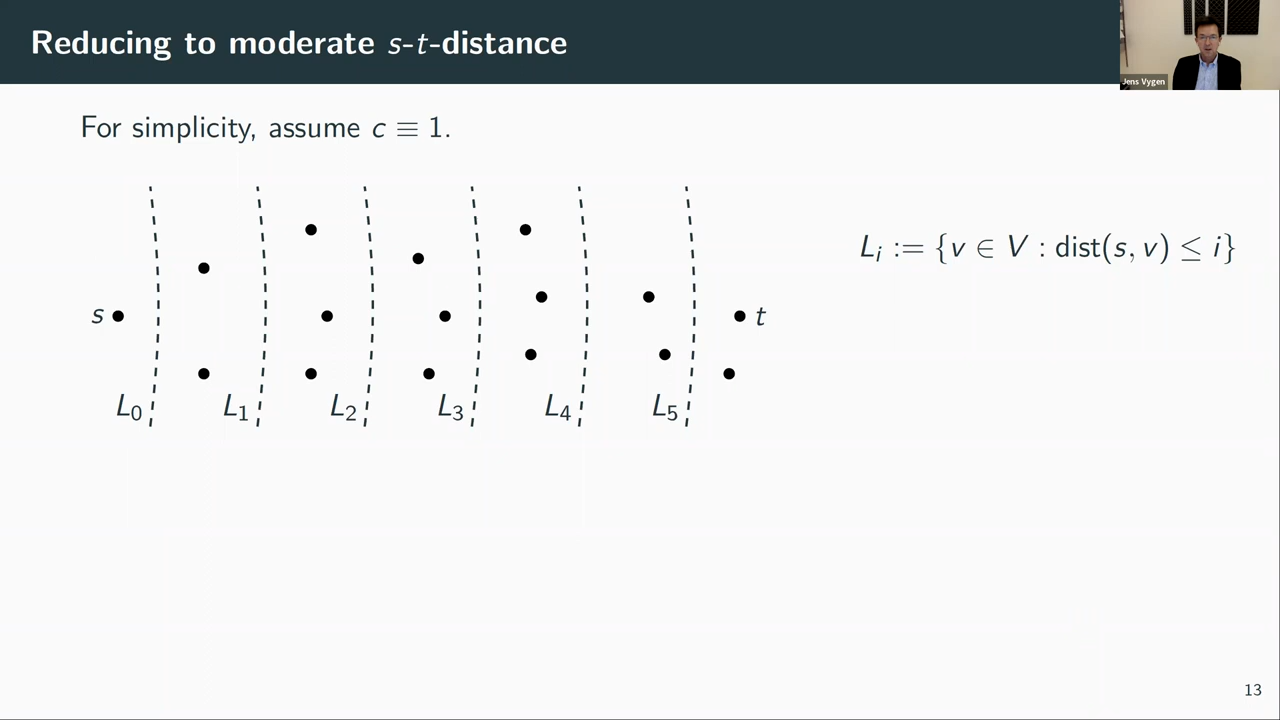 Reducing to moderate s-t-distance
Jens Vygen
For simplicity, assume c ≡ 1.
L_i := {v ∈ V : dist(s, v) ≤ i}
s
t
L_0 L_1 L_2 L_3 L_4 L_5
13